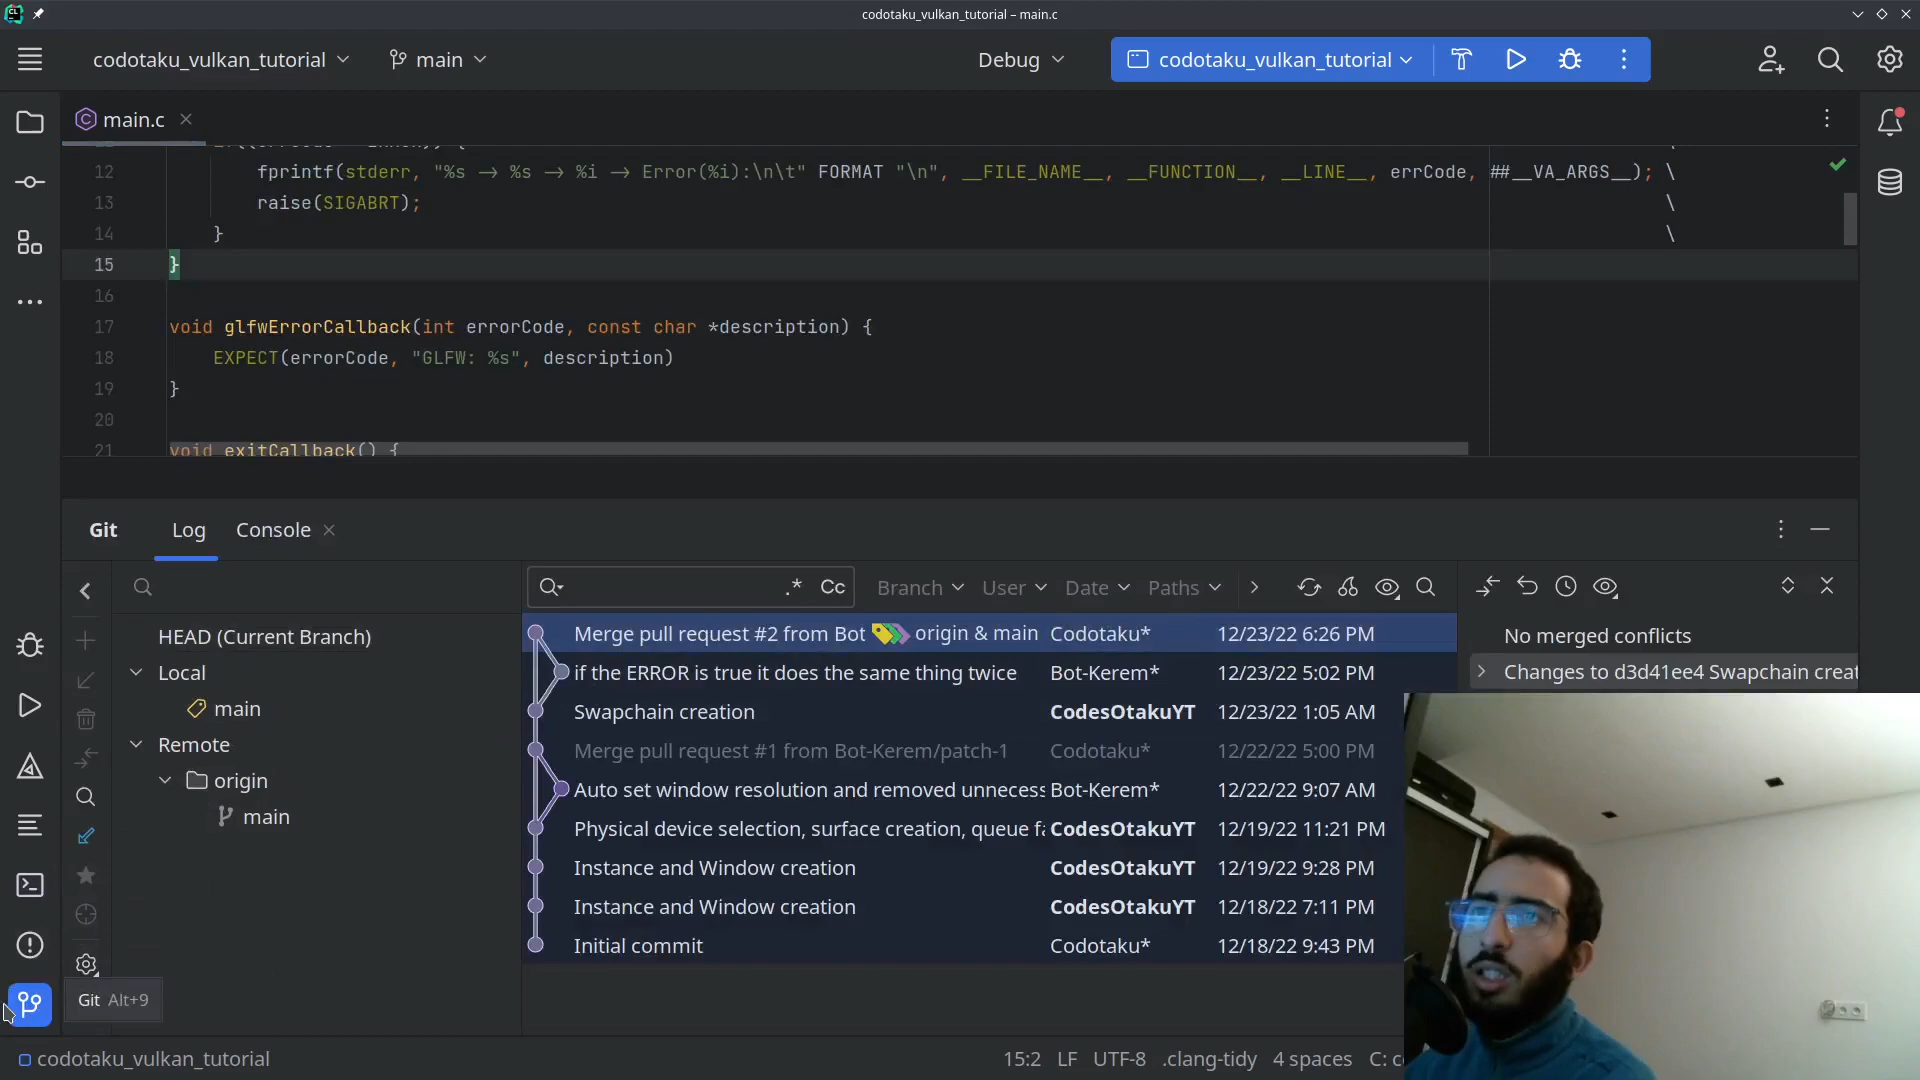 codotaku_vulkan_tutorial – main.c
codotaku_vulkan_tutorial
main
Debug
codotaku_vulkan_tutorial
main.c
12 fprintf(stderr, "%s → %s → %i → Error(%i):\n\t" FORMAT "\n", __FILE_NAME__, __FUNCTION__, __LINE__, errCode, ##__VA_ARGS__); \
13 raise(SIGABRT); \
14 } \
15 }
16
17 void glfwErrorCallback(int errorCode, const char *description) {
18 EXPECT(errorCode, "GLFW: %s", description)
19 }
20
21 void exitCallback() {
Git Log Console
.* Cc Branch User Date Paths
HEAD (Current Branch)
Local
main
Remote
origin
main
Merge pull request #2 from Bot origin & main Codotaku* 12/23/22 6:26 PM
if the ERROR is true it does the same thing twice Bot-Kerem* 12/23/22 5:02 PM
Swapchain creation CodesOtakuYT 12/23/22 1:05 AM
Merge pull request #1 from Bot-Kerem/patch-1 Codotaku* 12/22/22 5:00 PM
Auto set window resolution and removed unnecess Bot-Kerem* 12/22/22 9:07 AM
Physical device selection, surface creation, queue fa CodesOtakuYT 12/19/22 11:21 PM
Instance and Window creation CodesOtakuYT 12/19/22 9:28 PM
Instance and Window creation CodesOtakuYT 12/18/22 7:11 PM
Initial commit Codotaku* 12/18/22 9:43 PM
No merged conflicts
Changes to d3d41ee4 Swapchain creat
Git Alt+9
codotaku_vulkan_tutorial
15:2 LF UTF-8 .clang-tidy 4 spaces C: c